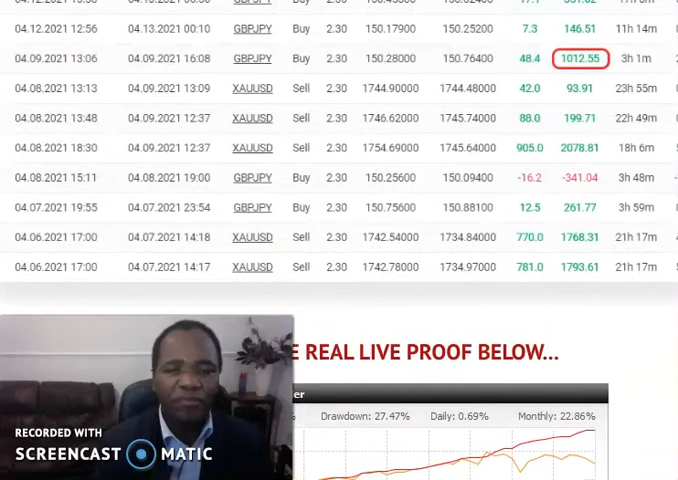 04.12.2021 12:56 04.13.2021 00:10 GBPJPY Buy 2.30 150.17900 150.25200 7.3 146.51 11h 14m
04.09.2021 13:06 04.09.2021 16:08 GBPJPY Buy 2.30 150.28000 150.76400 48.4 1012.55 3h 1m
04.08.2021 13:13 04.09.2021 13:09 XAUUSD Sell 2.30 1744.90000 1744.48000 42.0 93.91 23h 55m
04.08.2021 13:48 04.09.2021 12:37 XAUUSD Sell 2.30 1746.62000 1745.74000 88.0 199.71 22h 49m
04.08.2021 18:30 04.09.2021 12:37 XAUUSD Sell 2.30 1754.69000 1745.64000 905.0 2078.81 18h 6m
04.08.2021 15:11 04.08.2021 19:00 GBPJPY Buy 2.30 150.25600 150.09400 -16.2 -341.04 3h 48m
04.07.2021 19:55 04.07.2021 23:54 GBPJPY Buy 2.30 150.75600 150.88100 12.5 261.77 3h 59m
04.06.2021 17:00 04.07.2021 14:18 XAUUSD Sell 2.30 1742.54000 1734.84000 770.0 1768.31 21h 17m
04.06.2021 17:00 04.07.2021 14:17 XAUUSD Sell 2.30 1742.78000 1734.97000 781.0 1793.61 21h 17m
E REAL LIVE PROOF BELOW...
er
% Drawdown: 27.47% Daily: 0.69% Monthly: 22.86%
RECORDED WITH
SCREENCAST MATIC